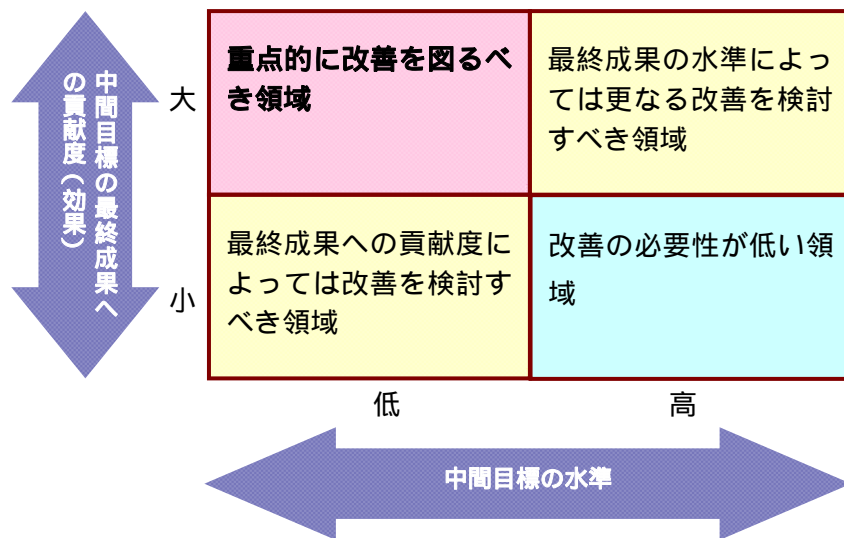 中間目標の最終成果へ
の貢献度(効果)
大
重点的に改善を図るべ
き領域
最終成果の水準によっ
ては更なる改善を検討
すべき領域
小
最終成果への貢献度に
よっては改善を検討す
べき領域
改善の必要性が低い領
域
低
高
中間目標の水準